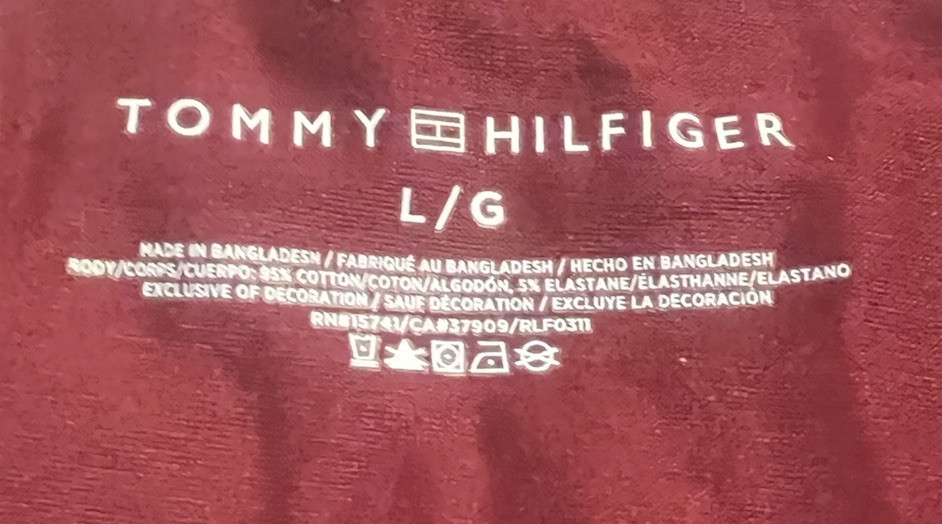 TOMMY HILFIGER
L/G
MADE IN BANGLADESH / FABRIQUÉ AU BANGLADESH / HECHO EN BANGLADESH
BODY/CORPS/CUERPO: 95% COTTON/COTON/ALGODÓN, 5% ELASTANE/ÉLASTHANNE/ELASTANO
EXCLUSIVE OF DECORATION / SAUF DÉCORATION / EXCLUYE LA DECORACIÓN
RN#15741/CA#37909/RLF0311